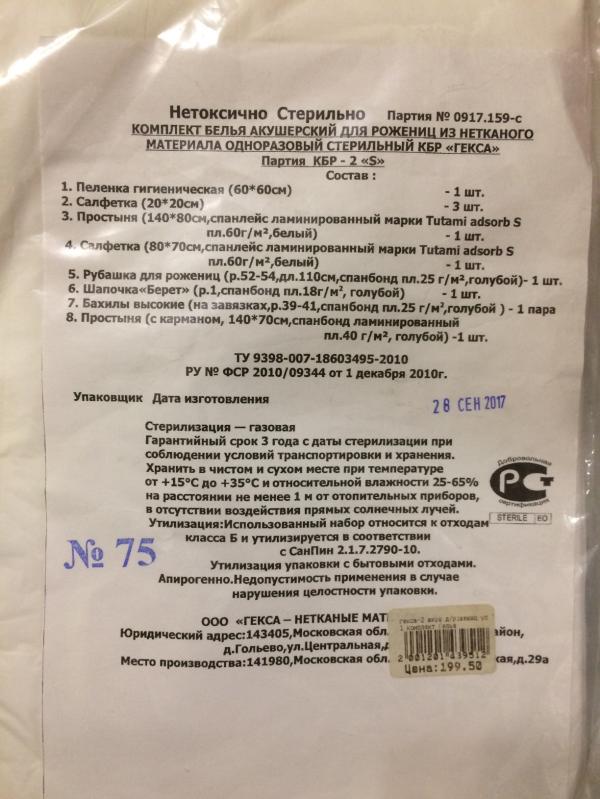 Нетоксично Стерильно Партия № 0917.159-с
КОМПЛЕКТ БЕЛЬЯ АКУШЕРСКИЙ ДЛЯ РОЖЕНИЦ ИЗ НЕТКАНОГО
МАТЕРИАЛА ОДНОРАЗОВЫЙ СТЕРИЛЬНЫЙ КБР «ГЕКСА»
Партия КБР - 2 «S»
Состав :
1. Пеленка гигиеническая (60*60см) - 1 шт.
2. Салфетка (20*20см) - 3 шт.
3. Простыня (140*80см,спанлейс ламинированный марки Tutami adsorb S
пл.60г/м²,белый) - 1 шт.
4. Салфетка (80*70см,спанлейс ламинированный марки Tutami adsorb S
пл.60г/м²,белый) - 1 шт.
5. Рубашка для рожениц (р.52-54,дл.110см,спанбонд пл.25 г/м²,голубой)- 1 шт.
6. Шапочка«Берет» (р.1,спанбонд пл.18г/м², голубой) - 1 шт.
7. Бахилы высокие (на завязках,р.39-41,спанбонд пл.25 г/м²,голубой ) - 1 пара
8. Простыня (с карманом, 140*70см,спанбонд ламинированный
пл.40 г/м², голубой) -1 шт.
ТУ 9398-007-18603495-2010
РУ № ФСР 2010/09344 от 1 декабря 2010г.
Упаковщик Дата изготовления 28 СЕН 2017
Стерилизация — газовая
Гарантийный срок 3 года с даты стерилизации при
соблюдении условий транспортировки и хранения.
Хранить в чистом и сухом месте при температуре
от +15°С до +35°С и относительной влажности 25-65%
на расстоянии не менее 1 м от отопительных приборов,
в отсутствии воздействия прямых солнечных лучей.
Добровольная
РСТ
сертификация
STERILE EO
Утилизация:Использованный набор относится к отходам
класса Б и утилизируется в соответствии
с СанПин 2.1.7.2790-10.
№ 75
Утилизация упаковки с бытовыми отходами.
Апирогенно.Недопустимость применения в случае
нарушения целостности упаковки.
ООО «ГЕКСА – НЕТКАНЫЕ МАТ
Юридический адрес:143405,Московская обл
д.Гольево,ул.Центральная,д
Место производства:141980,Московская обл. кая,д.29а
1 комплект белья
2 001201 439512
Цена:199.50